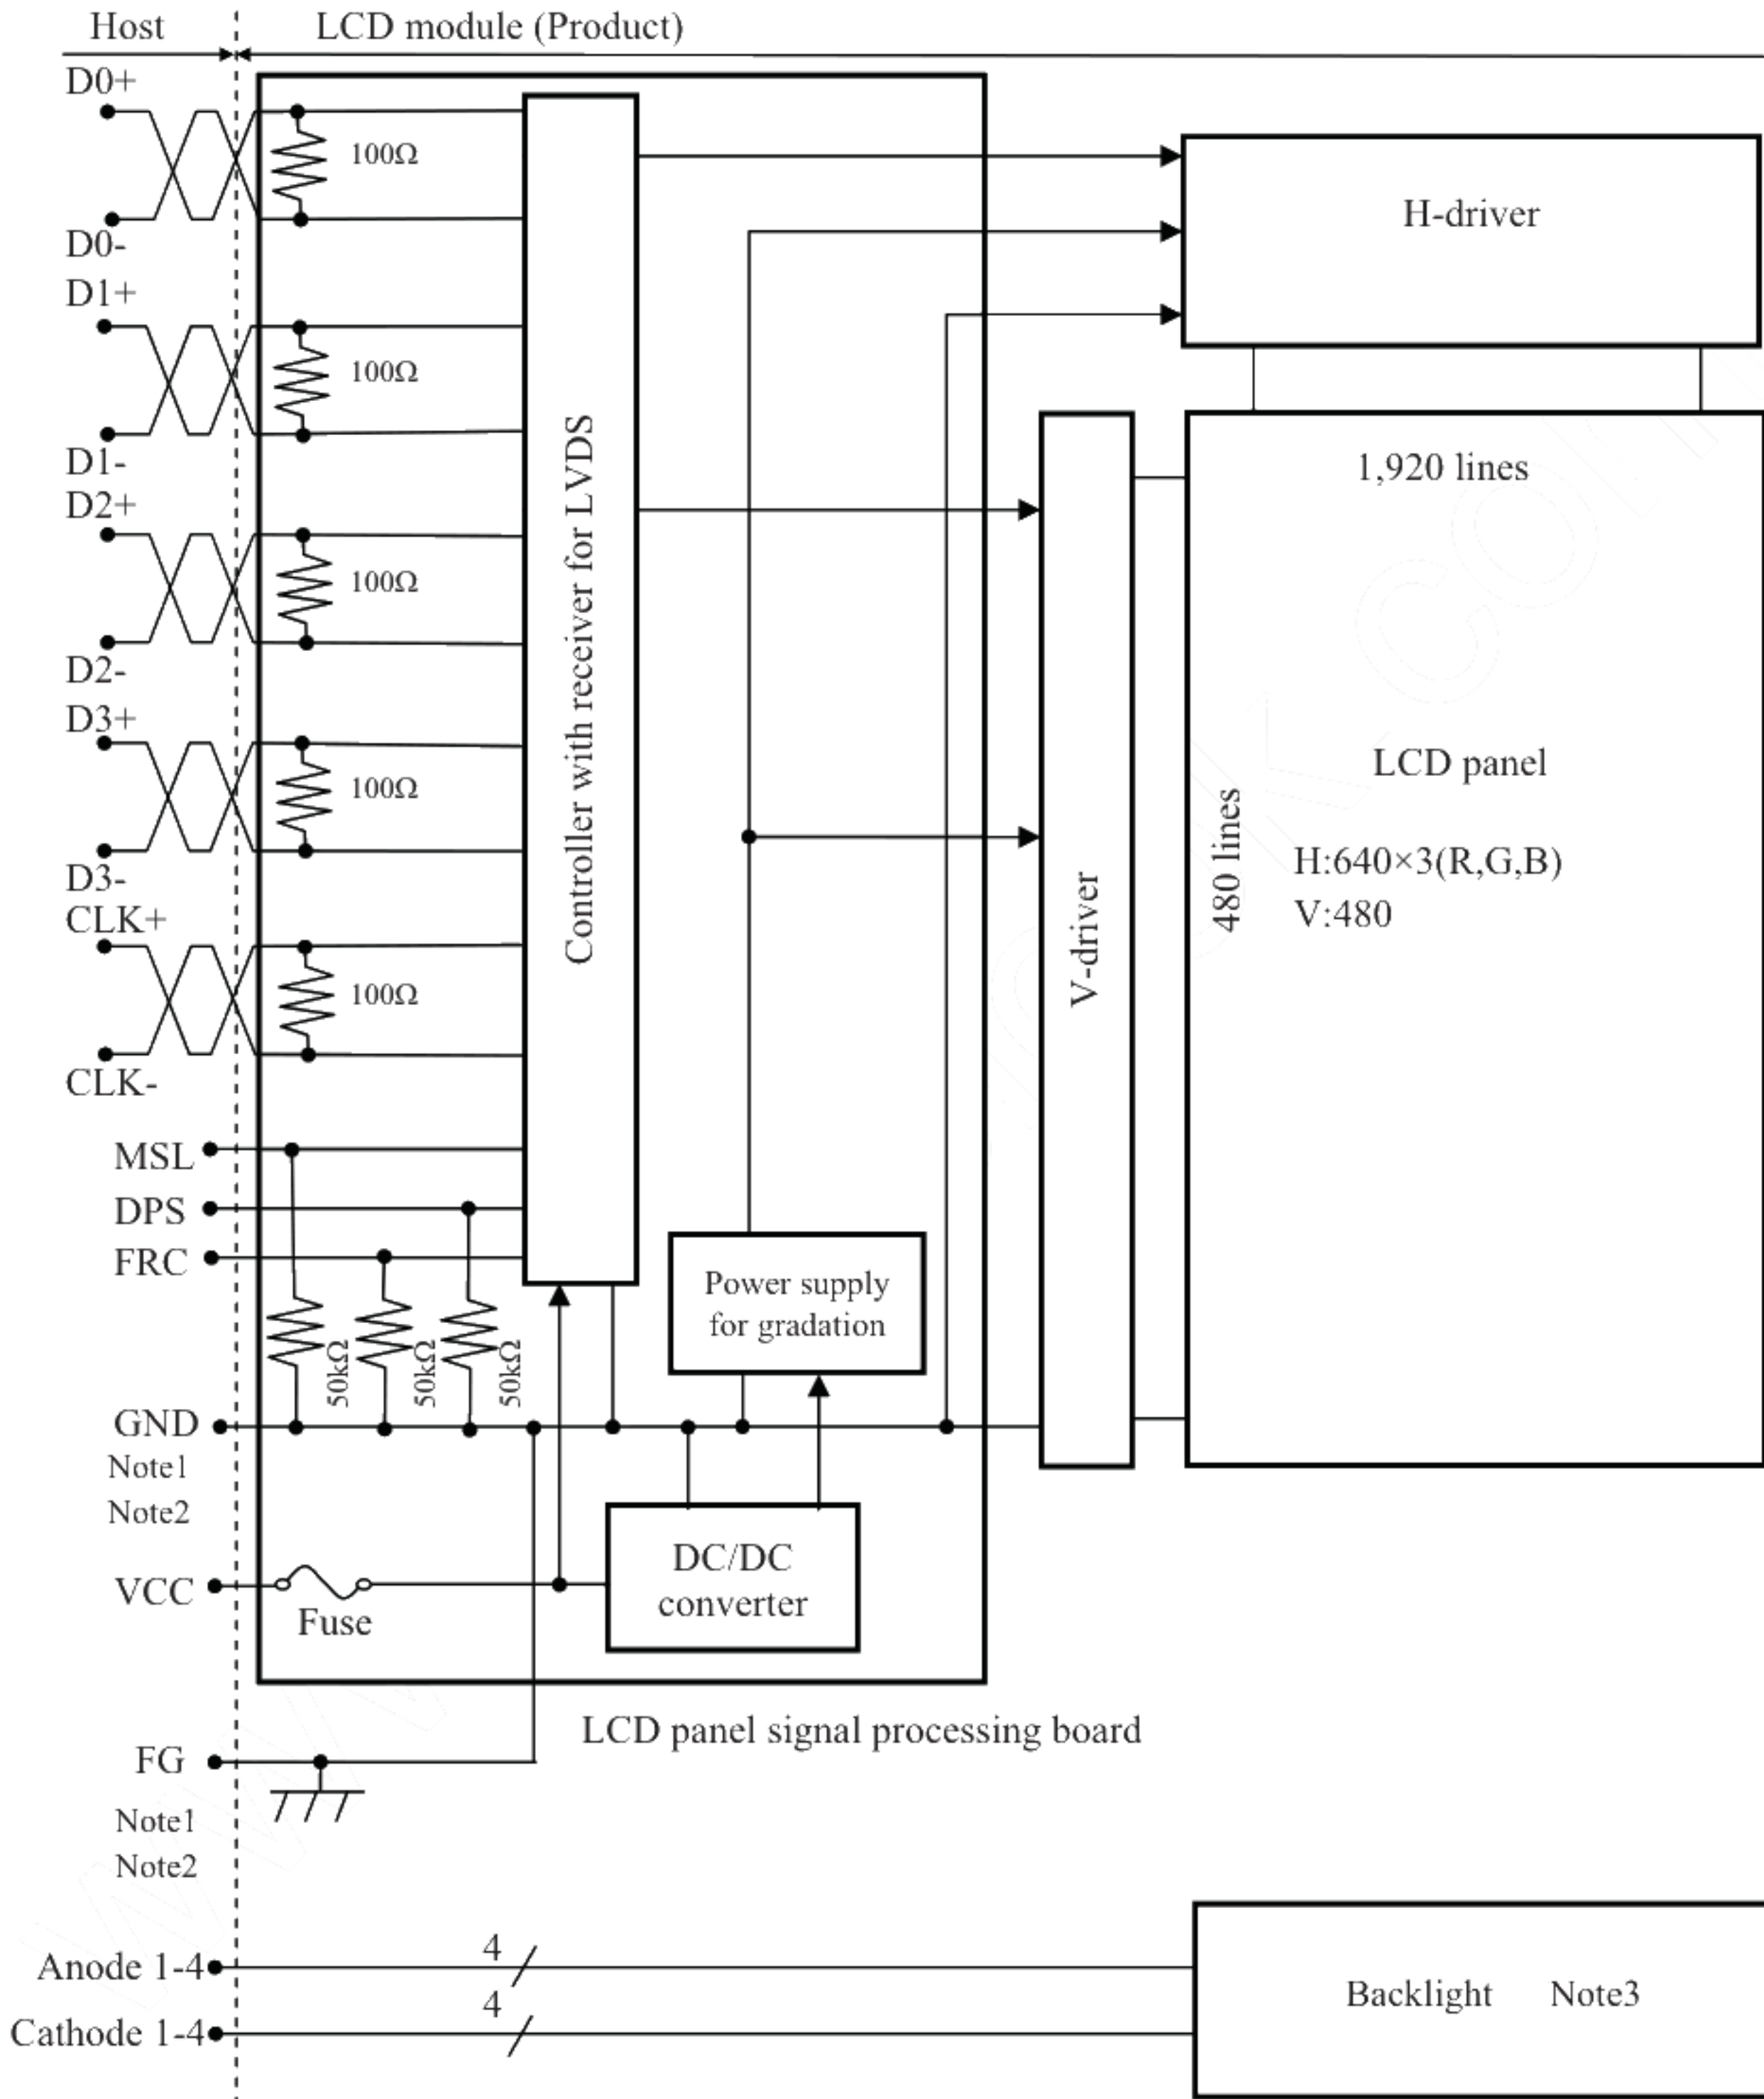 Host
LCD module (Product)
D0+
100Ω
D0-
H-driver
D1+
100Ω
D1-
D2+
100Ω
D2-
D3+
100Ω
D3-
CLK+
100Ω
CLK-
Controller with receiver for LVDS
V-driver
1,920 lines
480 lines
LCD panel
H:640×3(R,G,B)
V:480
MSL
DPS
FRC
50kΩ
50kΩ
50kΩ
Power supply
for gradation
GND
Note1
Note2
VCC
Fuse
DC/DC
converter
LCD panel signal processing board
FG
Note1
Note2
Anode 1-4
4
Cathode 1-4
4
Backlight Note3